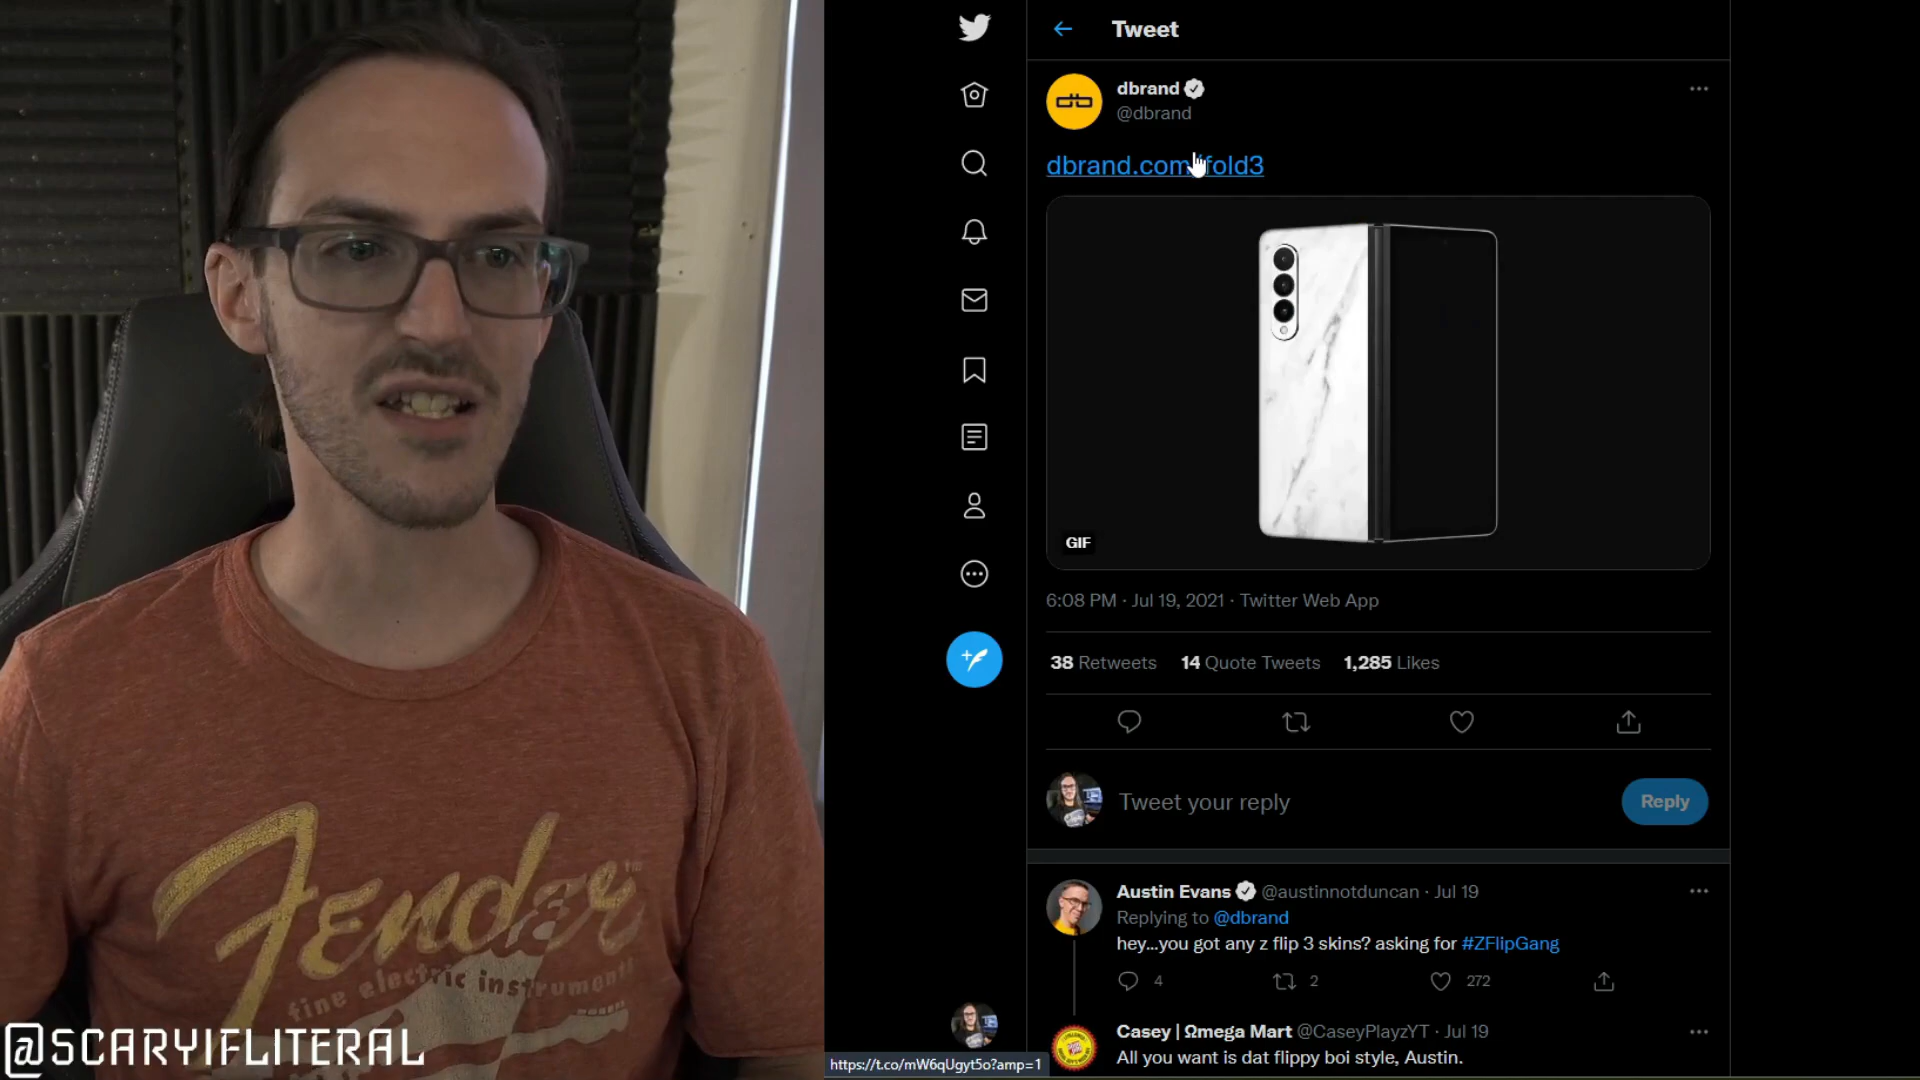 Tweet
dbrand
@dbrand
dbrand.com/fold3
GIF
6:08 PM · Jul 19, 2021 · Twitter Web App
38 Retweets 14 Quote Tweets 1,285 Likes
Tweet your reply
Reply
Austin Evans @austinnotduncan · Jul 19
Replying to @dbrand
hey...you got any z flip 3 skins? asking for #ZFlipGang
4 2 272
Casey | Ωmega Mart @CaseyPlayzYT · Jul 19
All you want is dat flippy boi style, Austin.
https://t.co/mW6qUgyt5o?amp=1
Fender™
fine electric instruments
@SCARYIFLITERAL